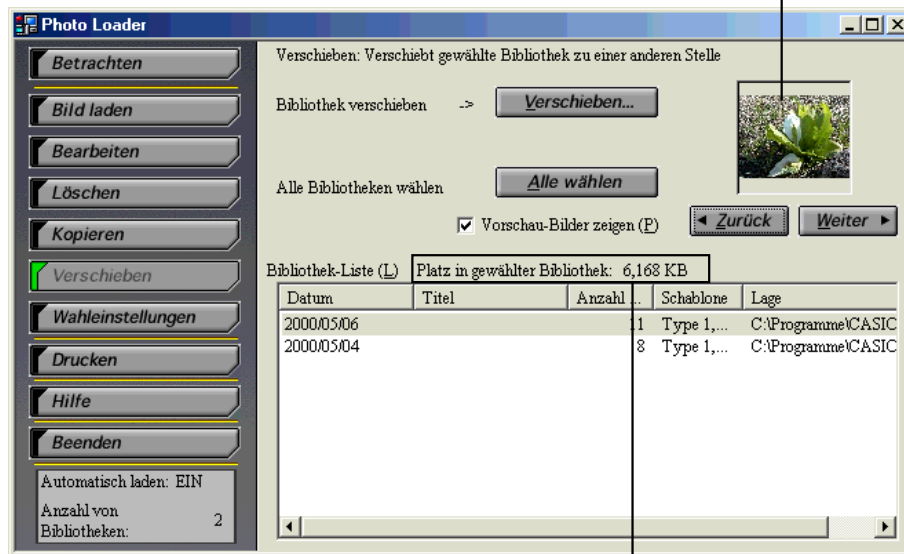 Photo Loader
Betrachten
Bild laden
Bearbeiten
Löschen
Kopieren
Verschieben
Wahleinstellungen
Drucken
Hilfe
Beenden
Automatisch laden: EIN
Anzahl von
Bibliotheken: 2
Verschieben: Verschiebt gewählte Bibliothek zu einer anderen Stelle
Bibliothek verschieben -> Verschieben...
Alle Bibliotheken wählen Alle wählen
Vorschau-Bilder zeigen (P)
Zurück Weiter
Bibliothek-Liste (L) Platz in gewählter Bibliothek: 6,168 KB
Datum Titel Anzahl ... Schablone Lage
2000/05/06 11 Type 1,... C:\Programme\CASIC
2000/05/04 8 Type 1,... C:\Programme\CASIC